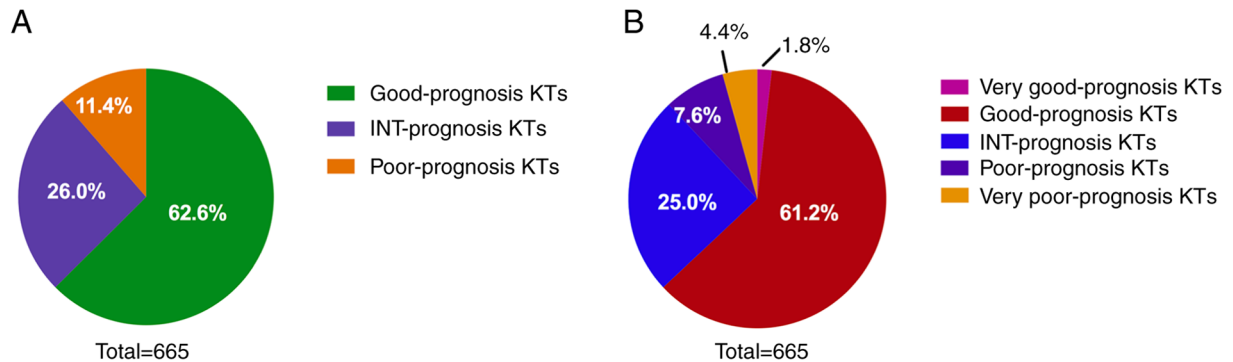 A
11.4%
26.0%
62.6%
Total=665
Good-prognosis KTs
INT-prognosis KTs
Poor-prognosis KTs
B
4.4%
1.8%
7.6%
25.0%
61.2%
Total=665
Very good-prognosis KTs
Good-prognosis KTs
INT-prognosis KTs
Poor-prognosis KTs
Very poor-prognosis KTs